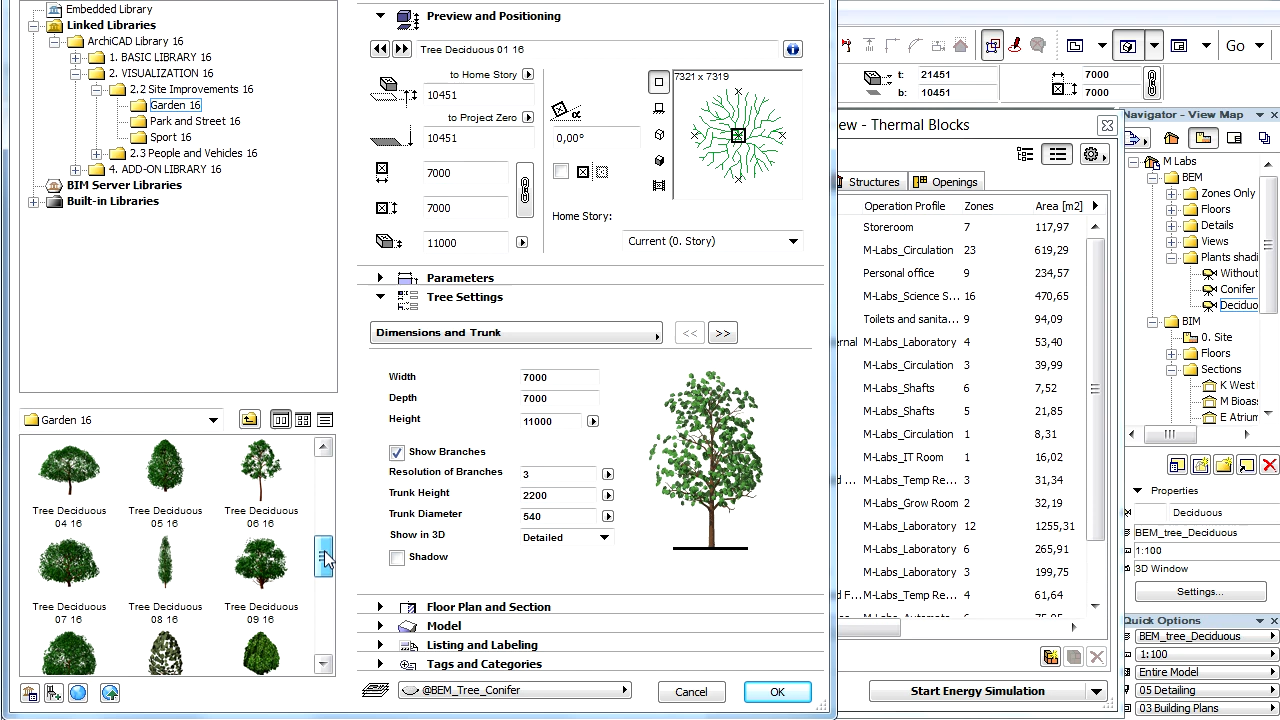 Embedded Library
Linked Libraries
ArchiCAD Library 16
1. BASIC LIBRARY 16
2. VISUALIZATION 16
2.2 Site Improvements 16
Garden 16
Park and Street 16
Sport 16
2.3 People and Vehicles 16
4. ADD-ON LIBRARY 16
BIM Server Libraries
Built-in Libraries
Garden 16
Tree Deciduous 04 16
Tree Deciduous 05 16
Tree Deciduous 06 16
Tree Deciduous 07 16
Tree Deciduous 08 16
Tree Deciduous 09 16
Preview and Positioning
Tree Deciduous 01 16
to Home Story
10451
to Project Zero
10451
7000
7000
11000
α
0,00°
7321 x 7319
Home Story:
Current (0. Story)
Parameters
Tree Settings
Dimensions and Trunk
<<
>>
Width 7000
Depth 7000
Height 11000
Show Branches
Resolution of Branches 3
Trunk Height 2200
Trunk Diameter 540
Show in 3D Detailed
Shadow
Floor Plan and Section
Model
Listing and Labeling
Tags and Categories
@BEM_Tree_Conifer
Cancel
OK
Go
t: 21451
b: 10451
7000
7000
ew - Thermal Blocks
Structures
Openings
Operation Profile Zones Area [m2]
Storeroom 7 117,97
M-Labs_Circulation 23 619,29
Personal office 9 234,57
M-Labs_Science S... 16 470,65
Toilets and sanita... 9 94,09
ernal M-Labs_Laboratory 4 53,40
M-Labs_Circulation 3 39,99
M-Labs_Shafts 6 7,52
M-Labs_Shafts 5 21,85
M-Labs_Circulation 1 8,31
M-Labs_IT Room 1 16,02
d ... M-Labs_Temp Re... 3 31,34
M-Labs_Grow Room 2 32,19
M-Labs_Laboratory 12 1255,31
M-Labs_Laboratory 6 265,91
M-Labs_Laboratory 3 199,75
d F... M-Labs_Temp Re... 4 61,64
Start Energy Simulation
Navigator - View Map
M Labs
BEM
Zones Only
Floors
Details
Views
Plants shadi
Without
Conifer
Deciduo
BIM
0. Site
Floors
Sections
K West
M Bioass
E Atrium
Properties
Deciduous
BEM_tree_Deciduous
1:100
3D Window
Settings...
Quick Options
BEM_tree_Deciduous
1:100
Entire Model
05 Detailing
03 Building Plans